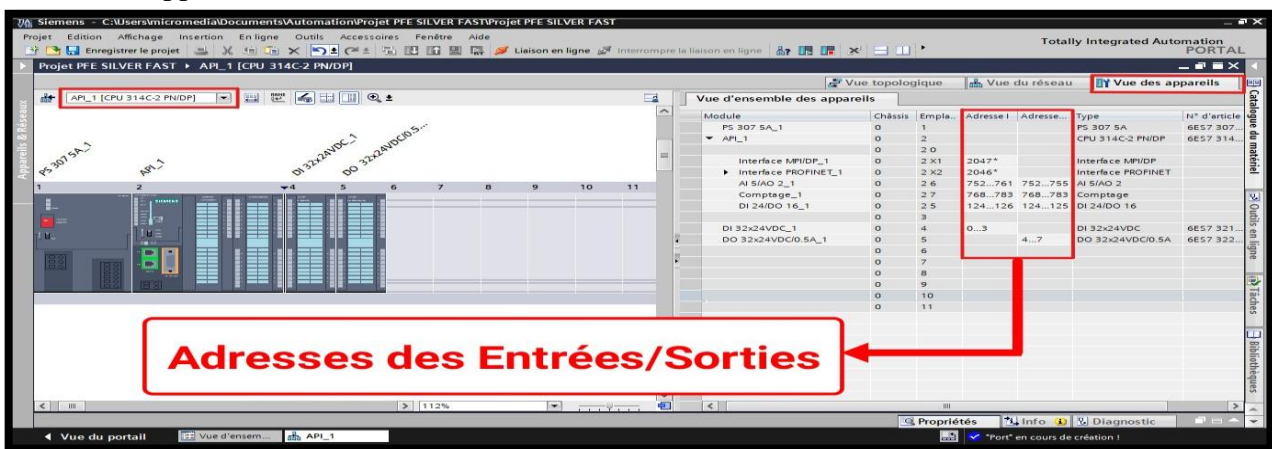 Siemens - C:\Users\micromedia\Documents\Automation\Projet PFE SILVER FAST\Projet PFE SILVER FAST
Projet Edition Affichage Insertion En ligne Outils Accessoires Fenêtre Aide
Totally Integrated Automation
PORTAL
Enregistrer le projet Liaison en ligne Interrompre la liaison en ligne
Projet PFE SILVER FAST ▸ API_1 [CPU 314C-2 PN/DP]
Vue topologique Vue du réseau Vue des appareils
API_1 [CPU 314C-2 PN/DP]
Vue d'ensemble des appareils
Module Châssis Empla.. Adresse I Adresse... Type N° d'article
PS 307 5A_1 0 1 PS 307 5A 6ES7 307...
API_1 0 2 CPU 314C-2 PN/DP 6ES7 314...
0 2 0
Interface MPI/DP_1 0 2 X1 2047* Interface MPI/DP
Interface PROFINET_1 0 2 X2 2046* Interface PROFINET
AI 5/AO 2_1 0 2 6 752...761 752...755 AI 5/AO 2
Comptage_1 0 2 7 768...783 768...783 Comptage
DI 24/DO 16_1 0 2 5 124...126 124...125 DI 24/DO 16
0 3
DI 32x24VDC_1 0 4 0...3 DI 32x24VDC 6ES7 321...
DO 32x24VDC/0.5A_1 0 5 4...7 DO 32x24VDC/0.5A 6ES7 322...
0 6
0 7
0 8
0 9
0 10
0 11
PS 307 5A_1
API_1
DI 32x24VDC_1
DO 32x24VDC/0.5...
1 2 4 5 6 7 8 9 10 11
SIEMENS
Adresses des Entrées/Sorties
Appareils & Réseaux
Catalogue du matériel
Outils en ligne
Tâches
Bibliothèques
112%
Propriétés Info Diagnostic
Vue du portail Vue d'ensem... API_1 "Port" en cours de création !